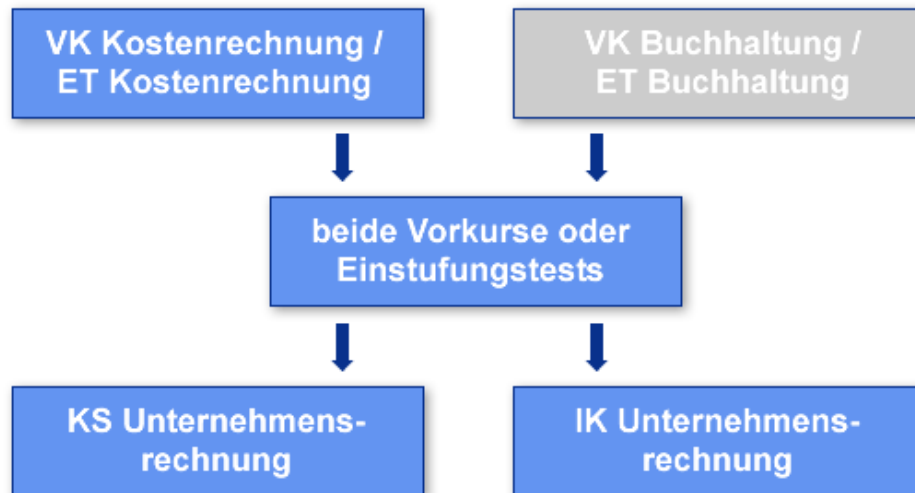 VK Kostenrechnung /
ET Kostenrechnung
VK Buchhaltung /
ET Buchhaltung
beide Vorkurse oder
Einstufungstests
KS Unternehmens-
rechnung
IK Unternehmens-
rechnung